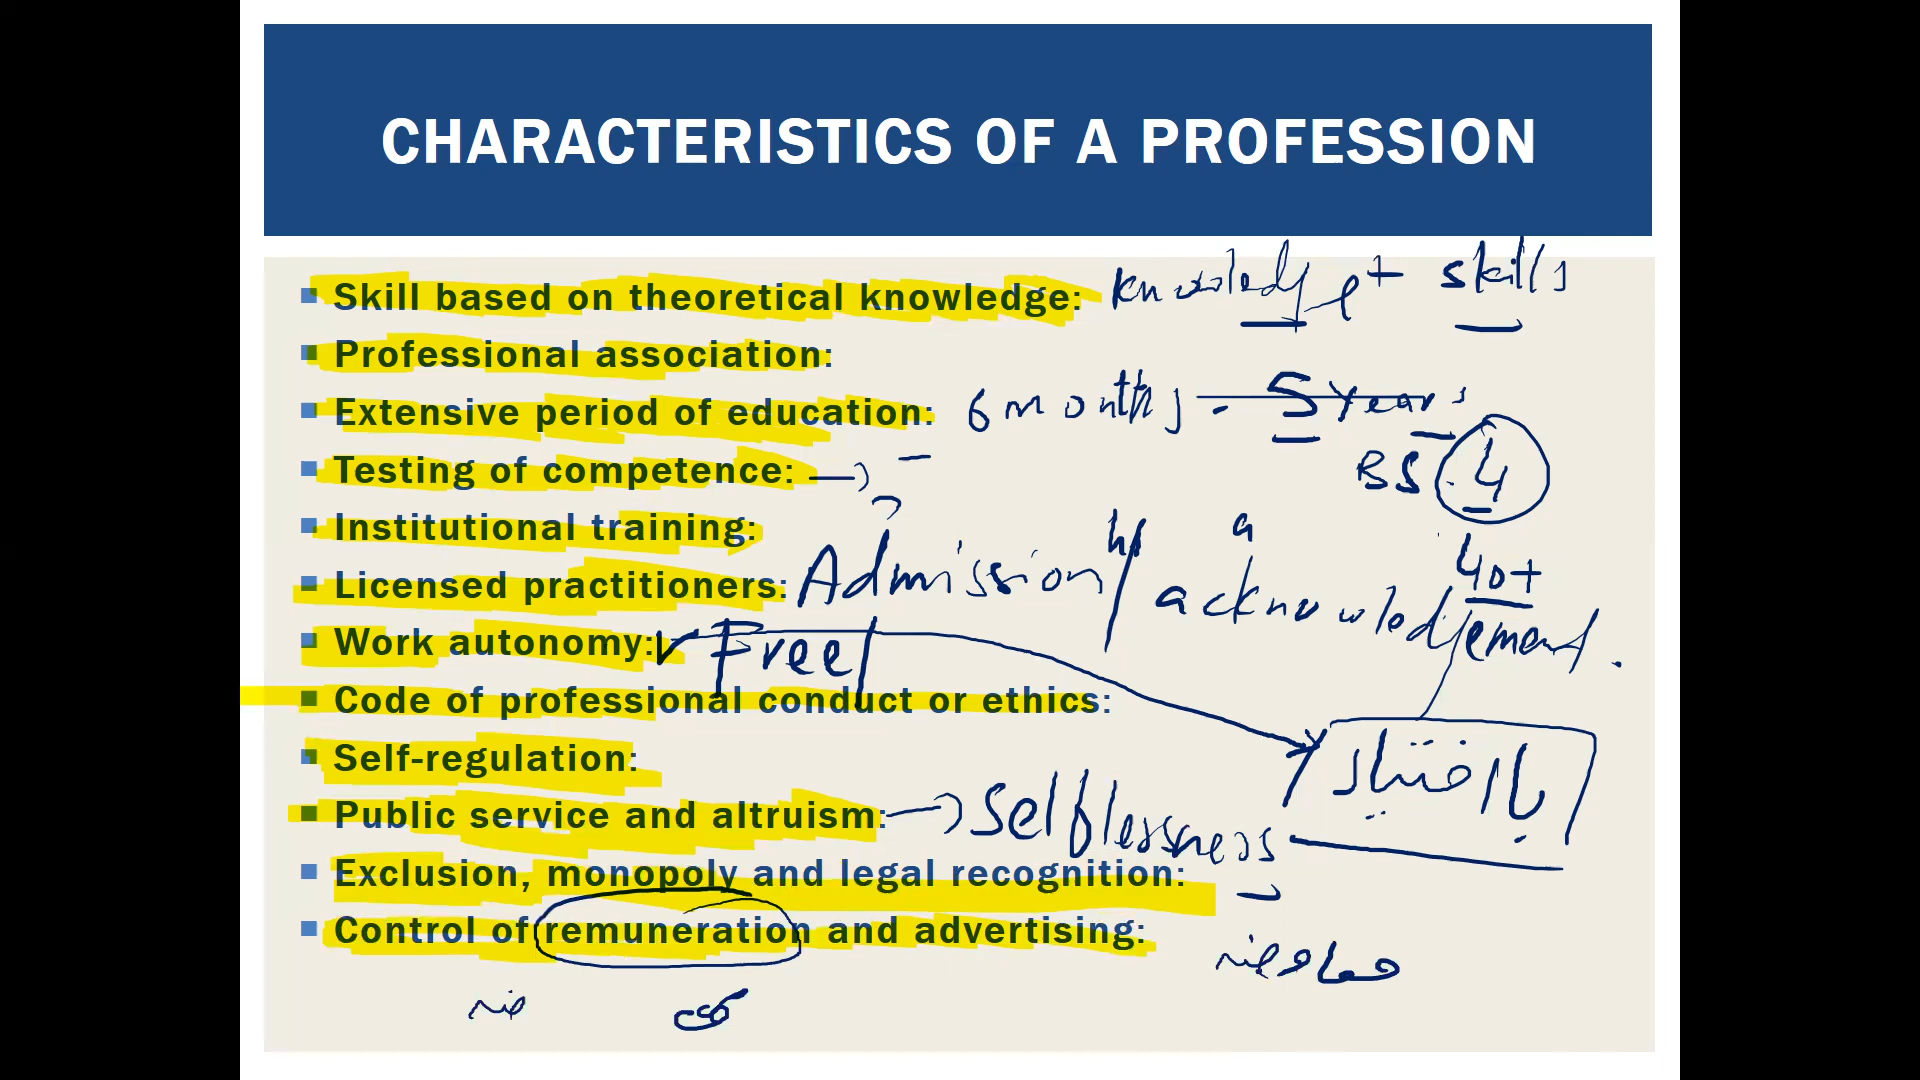 CHARACTERISTICS OF A PROFESSION
Skill based on theoretical knowledge: knowledge + skills
Professional association:
Extensive period of education: 6 months - 5 Years
Testing of competence: BS. 4
Institutional training: h a
40+
Licensed practitioners: Admission / acknowledgement.
Work autonomy: Free
Code of professional conduct or ethics:
Self-regulation: بااختیار
Public service and altruism: Selflessness
Exclusion, monopoly and legal recognition:
Control of remuneration and advertising:
معاوضہ